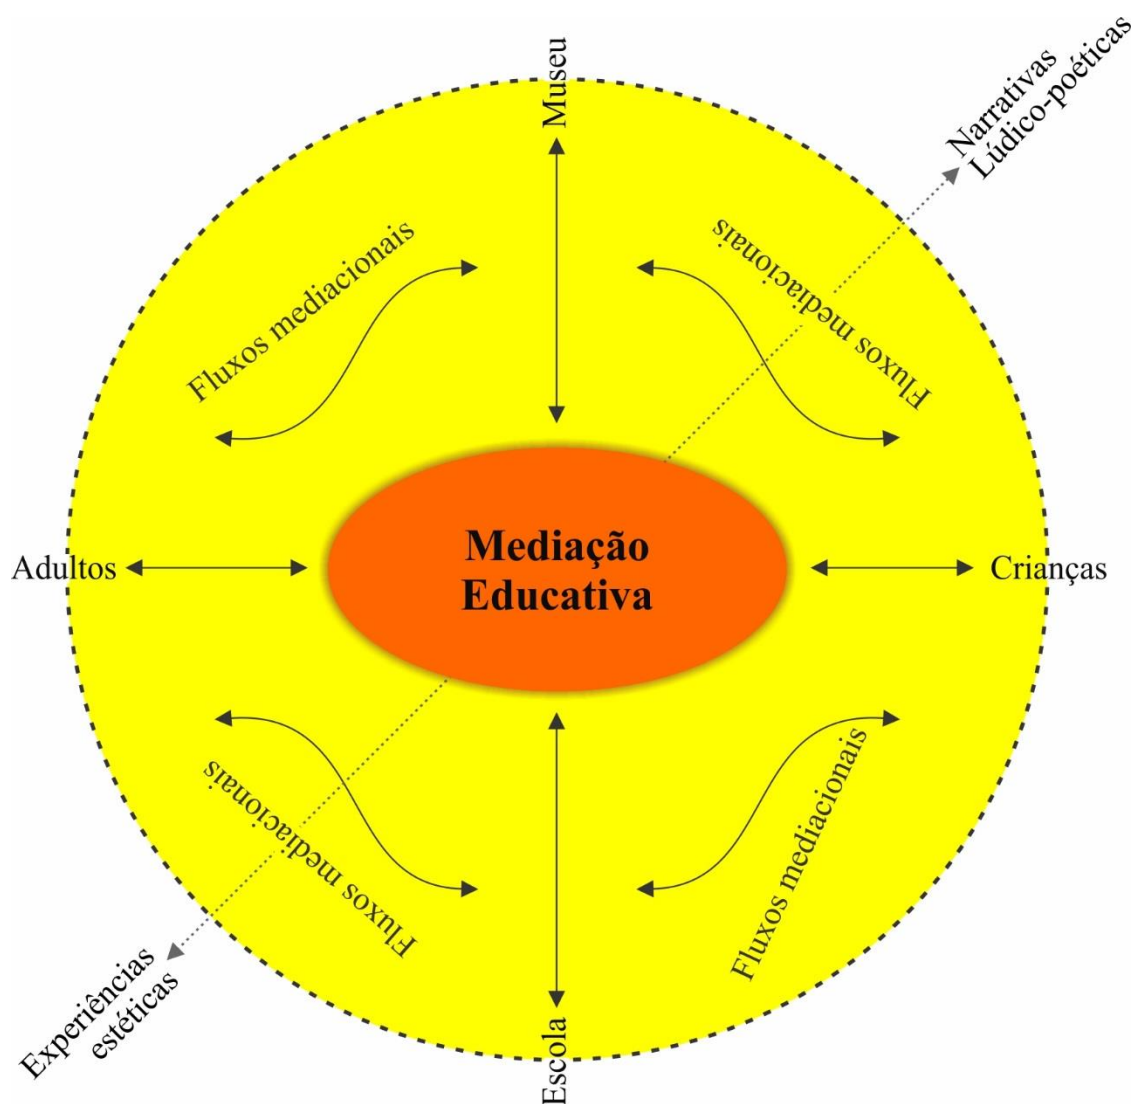 Museu
Narrativas
Lúdico-poéticas
Fluxos mediacionais
Fluxos mediacionais
Adultos
Mediação
Educativa
Crianças
Fluxos mediacionais
Fluxos mediacionais
Experiências
estéticas
Escola